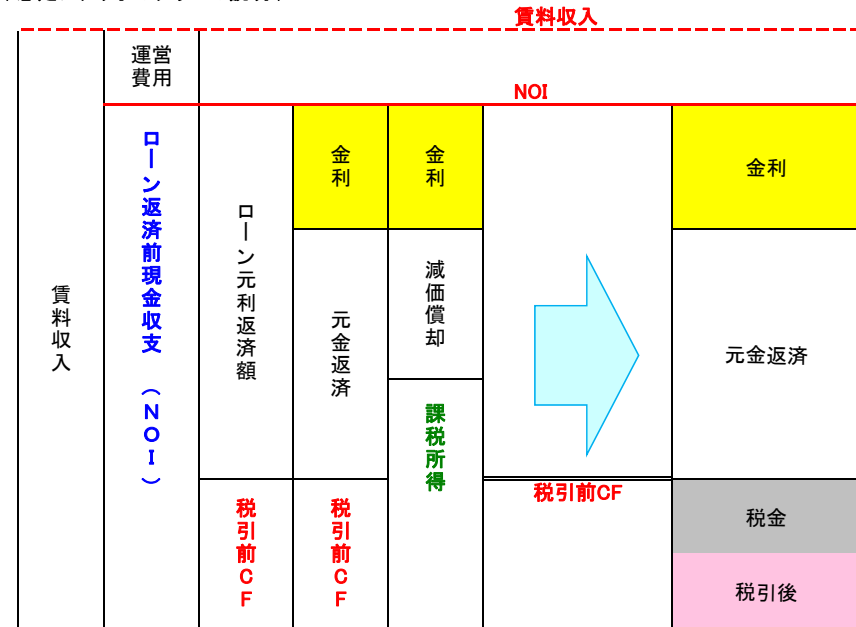 賃料収入
運営
費用
NOI
賃料収入
ローン返済前現金収支 （NOI）
ローン元利返済額
税引前CF
金利
元金返済
税引前CF
金利
減価償却
課税所得
税引前CF
金利
元金返済
税金
税引後